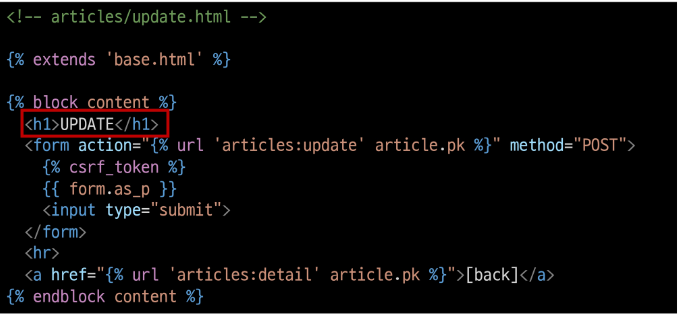 <!-- articles/update.html -->
{% extends 'base.html' %}
{% block content %}
<h1>UPDATE</h1>
<form action="{% url 'articles:update' article.pk %}" method="POST">
{% csrf_token %}
{{ form.as_p }}
<input type="submit">
</form>
<hr>
<a href="{% url 'articles:detail' article.pk %}">[back]</a>
{% endblock content %}